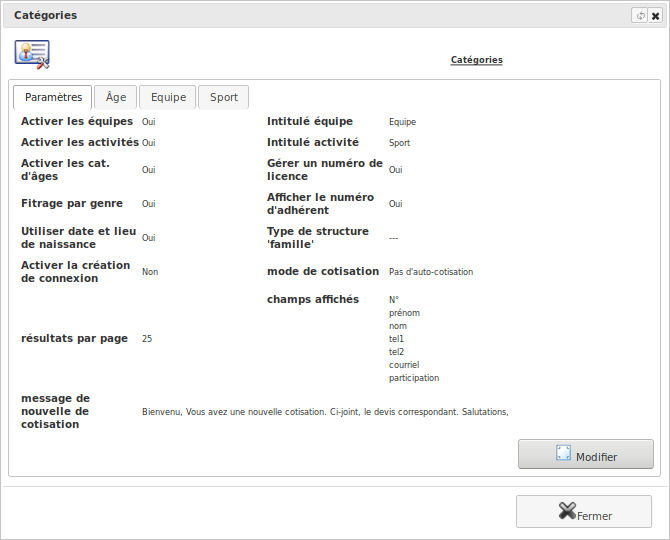 Catégories
Catégories
Paramètres Âge Equipe Sport
Activer les équipes Oui Intitulé équipe Equipe
Activer les activités Oui Intitulé activité Sport
Activer les cat. d'âges Oui Gérer un numéro de licence Oui
Fitrage par genre Oui Afficher le numéro d'adhérent Oui
Utiliser date et lieu de naissance Oui Type de structure 'famille' ---
Activer la création de connexion Non mode de cotisation Pas d'auto-cotisation
résultats par page 25 champs affichés N°
prénom
nom
tel1
tel2
courriel
participation
message de
nouvelle de
cotisation
Bienvenu, Vous avez une nouvelle cotisation. Ci-joint, le devis correspondant. Salutations,
Modifier
Fermer